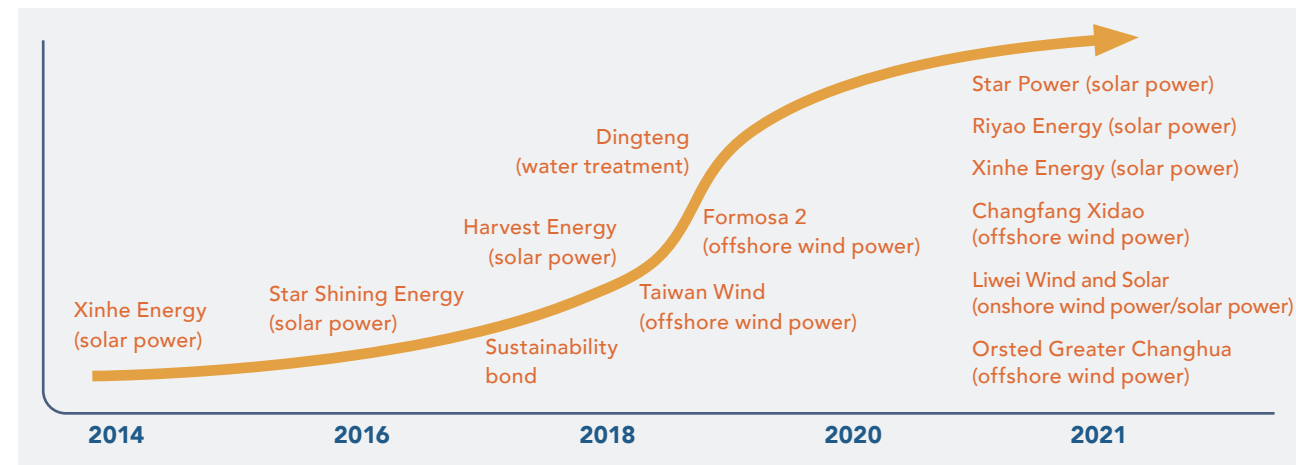 Xinhe Energy
(solar power)
Star Shining Energy
(solar power)
Sustainability
bond
Harvest Energy
(solar power)
Taiwan Wind
(offshore wind power)
Dingteng
(water treatment)
Formosa 2
(offshore wind power)
Star Power (solar power)
Riyao Energy (solar power)
Xinhe Energy (solar power)
Changfang Xidao
(offshore wind power)
Liwei Wind and Solar
(onshore wind power/solar power)
Orsted Greater Changhua
(offshore wind power)
2014
2016
2018
2020
2021